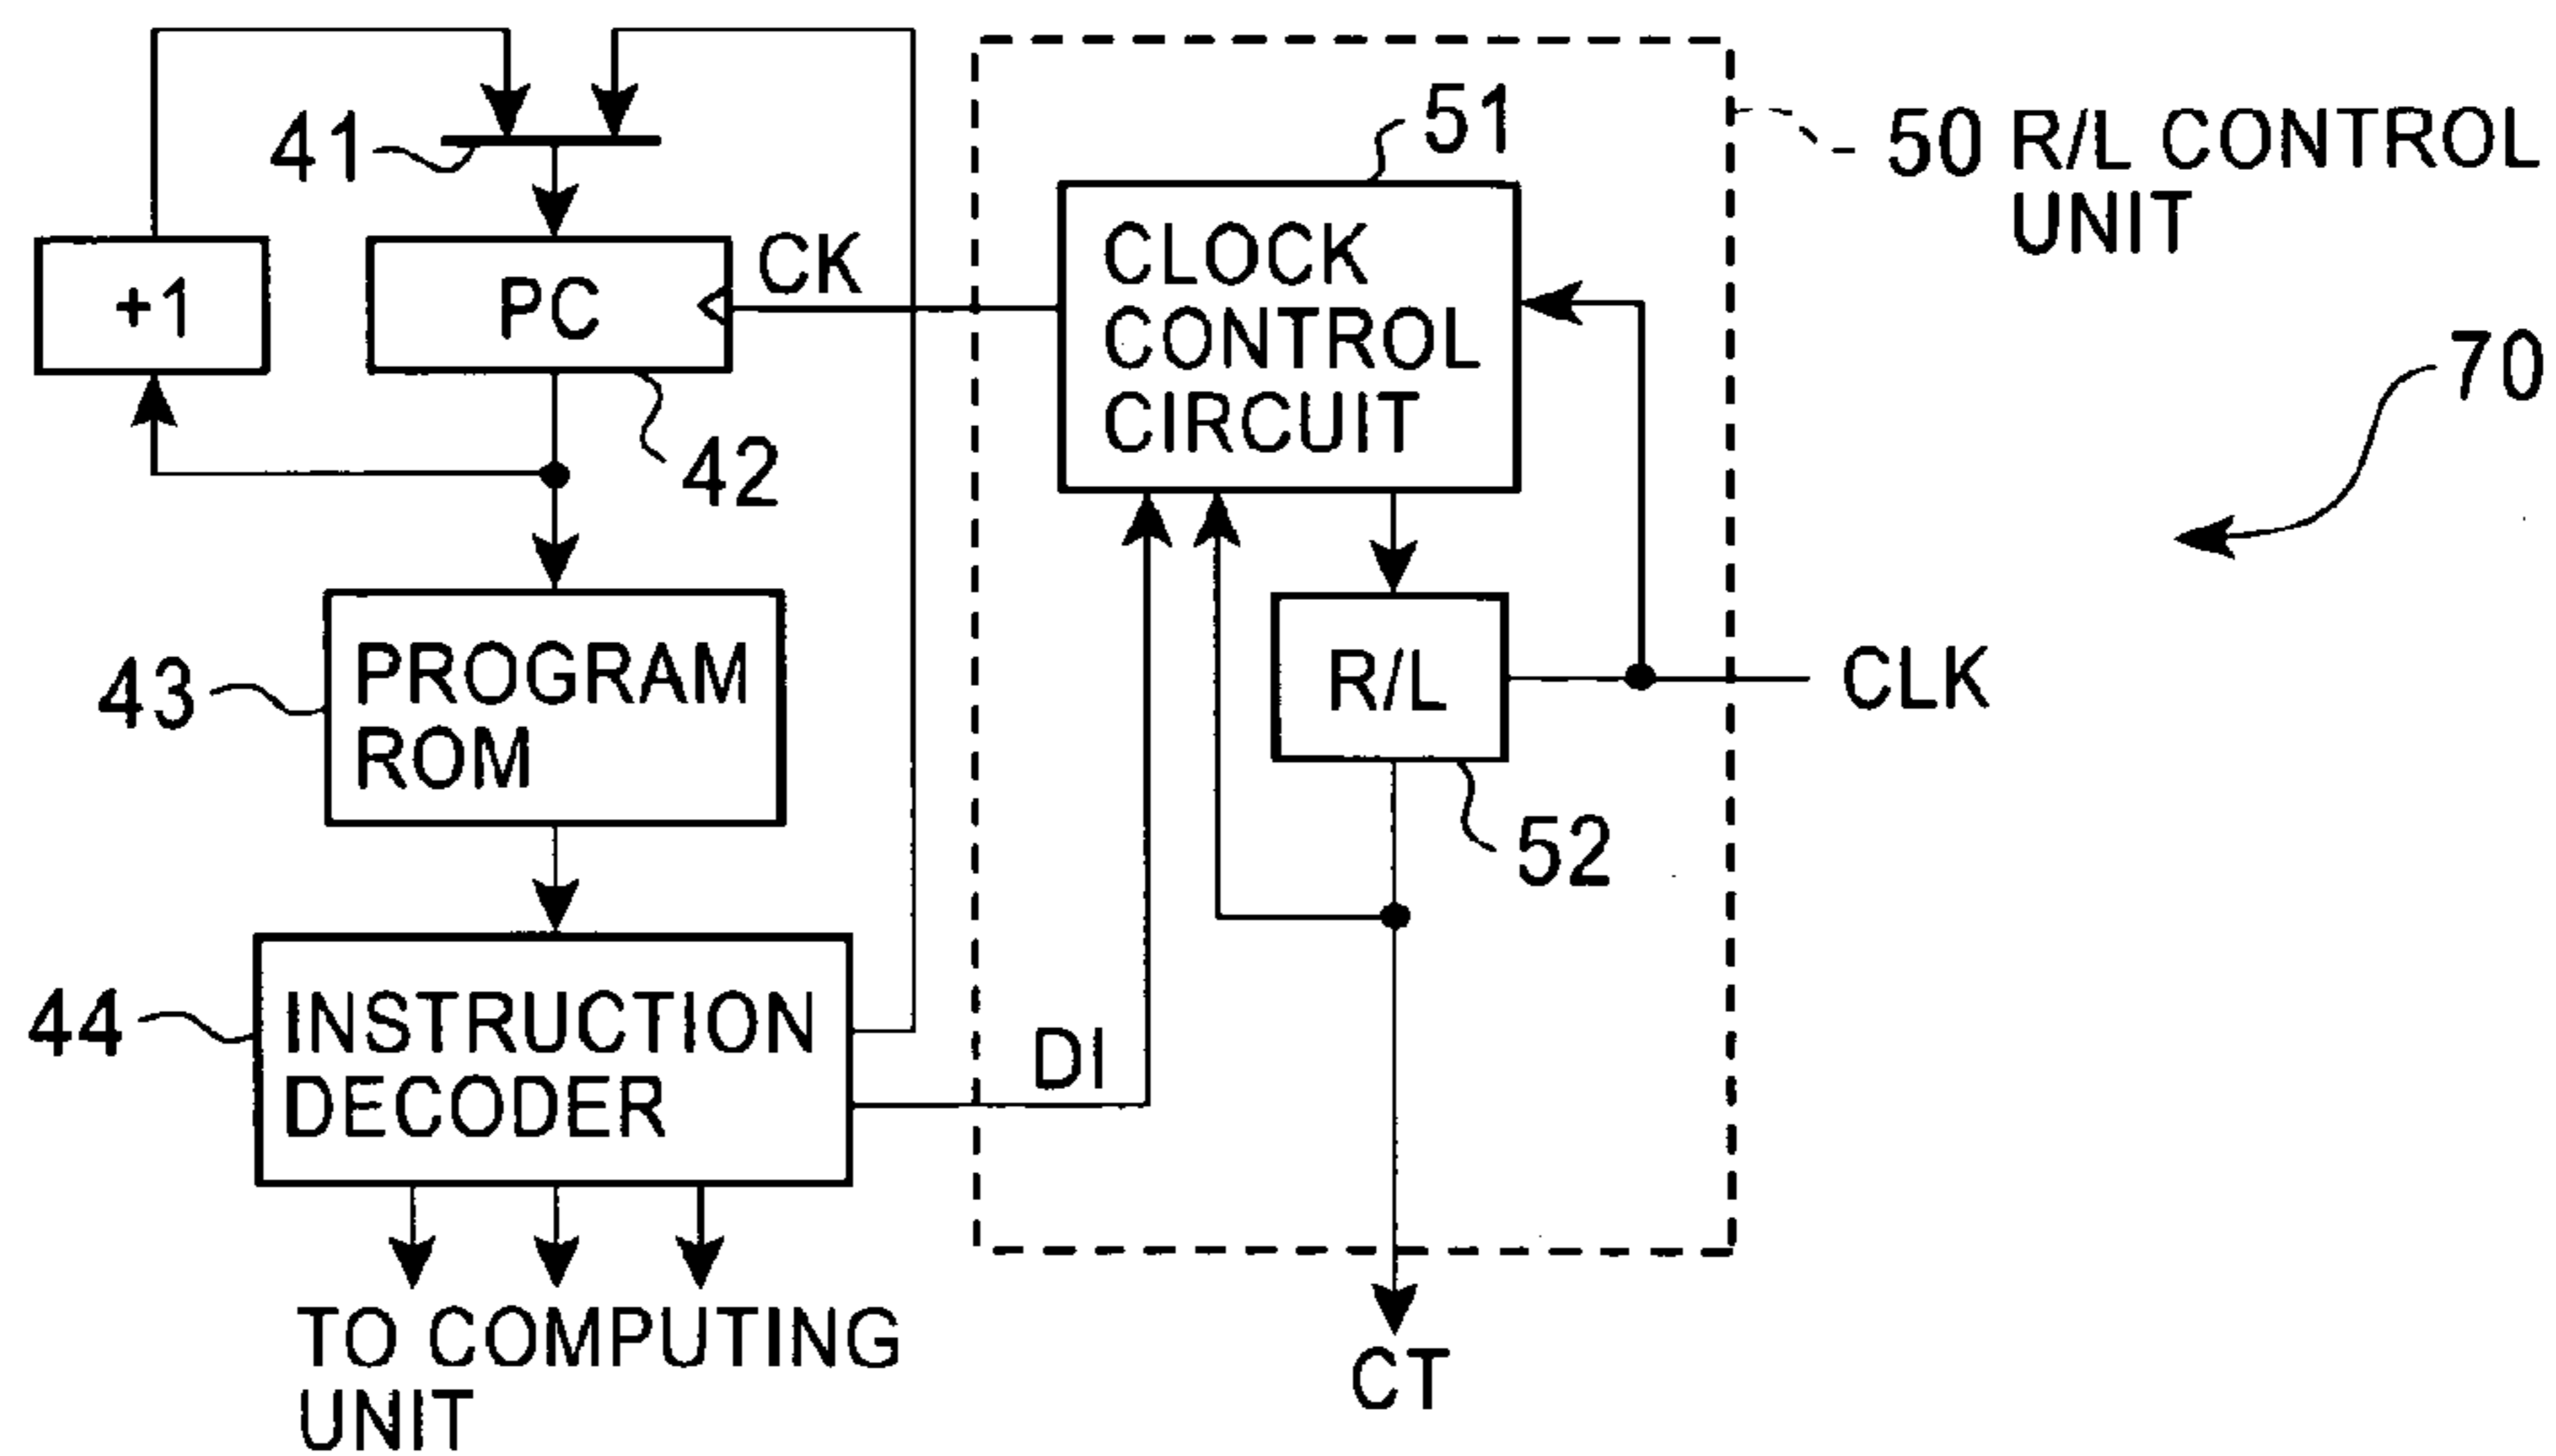 41
51
50 R/L CONTROL
UNIT
+1
PC
CK
CLOCK
CONTROL
CIRCUIT
70
42
43
PROGRAM
ROM
R/L
CLK
52
44
INSTRUCTION
DECODER
DI
TO COMPUTING
UNIT
CT